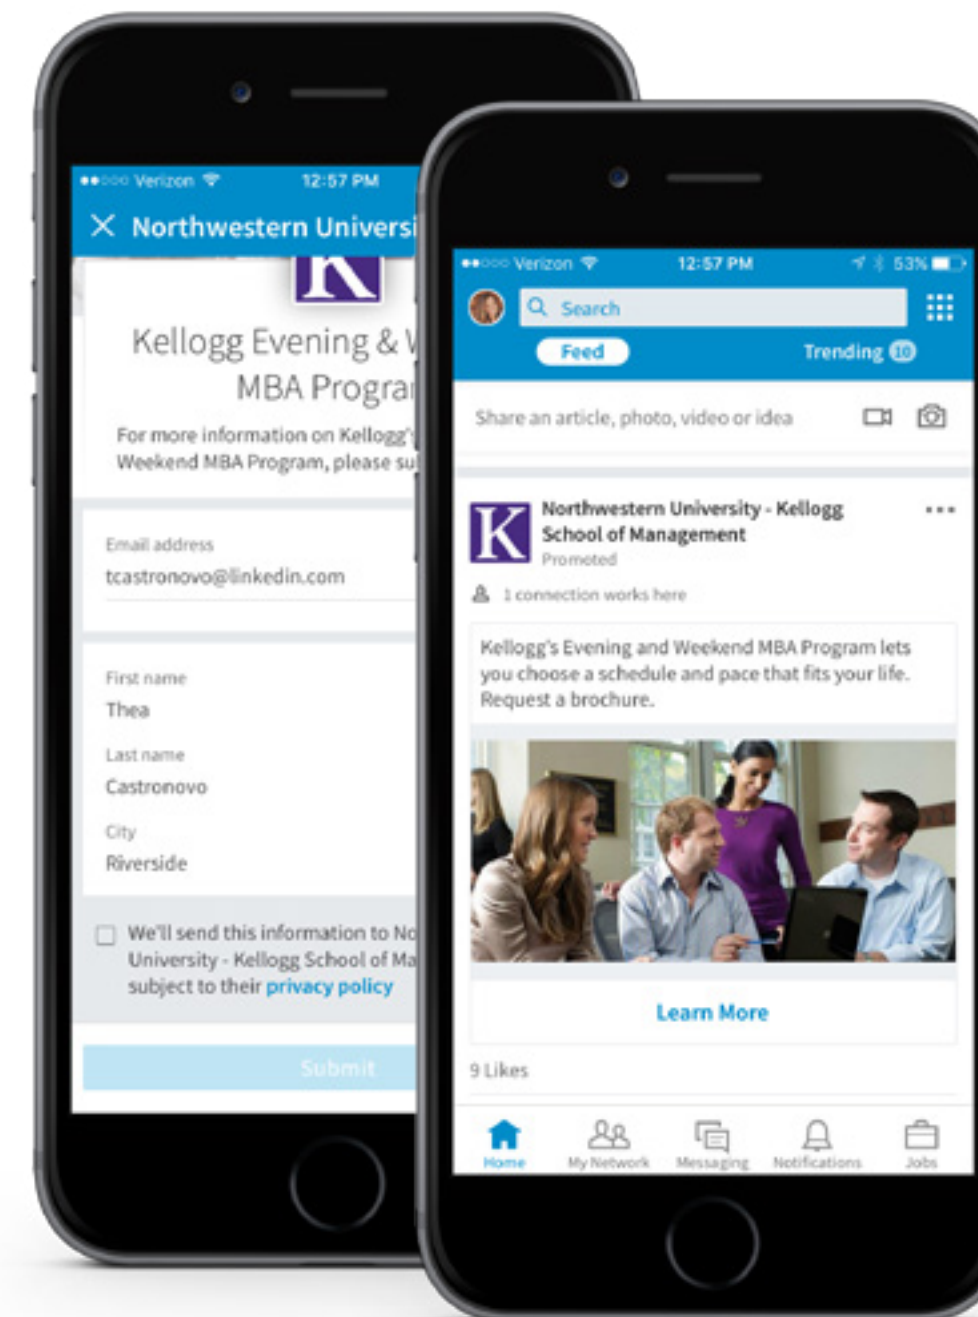 Verizon 12:57 PM
Northwestern Universi
K
Kellogg Evening & W
MBA Program
For more information on Kellogg's
Weekend MBA Program, please su
Email address
tcastronovo@linkedin.com
First name
Thea
Last name
Castronovo
City
Riverside
We'll send this information to No
University - Kellogg School of Ma
subject to their privacy policy
Submit
Verizon 12:57 PM 53%
Search
Feed Trending 10
Share an article, photo, video or idea
K
Northwestern University - Kellogg
School of Management
Promoted
1 connection works here
Kellogg's Evening and Weekend MBA Program lets
you choose a schedule and pace that fits your life.
Request a brochure.
Learn More
9 Likes
Home My Network Messaging Notifications Jobs